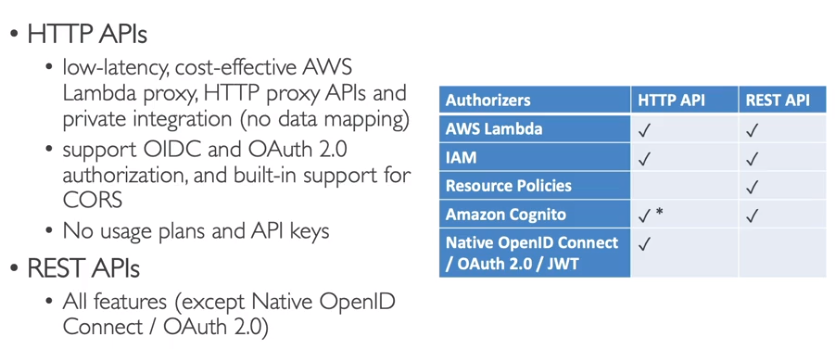 • HTTP APIs
• low-latency, cost-effective AWS
Lambda proxy, HTTP proxy APIs and
private integration (no data mapping)
• support OIDC and OAuth 2.0
authorization, and built-in support for
CORS
• No usage plans and API keys
• REST APIs
• All features (except Native OpenID
Connect / OAuth 2.0)
Authorizers HTTP API REST API
AWS Lambda ✓ ✓
IAM ✓ ✓
Resource Policies ✓
Amazon Cognito ✓ * ✓
Native OpenID Connect ✓
/ OAuth 2.0 / JWT